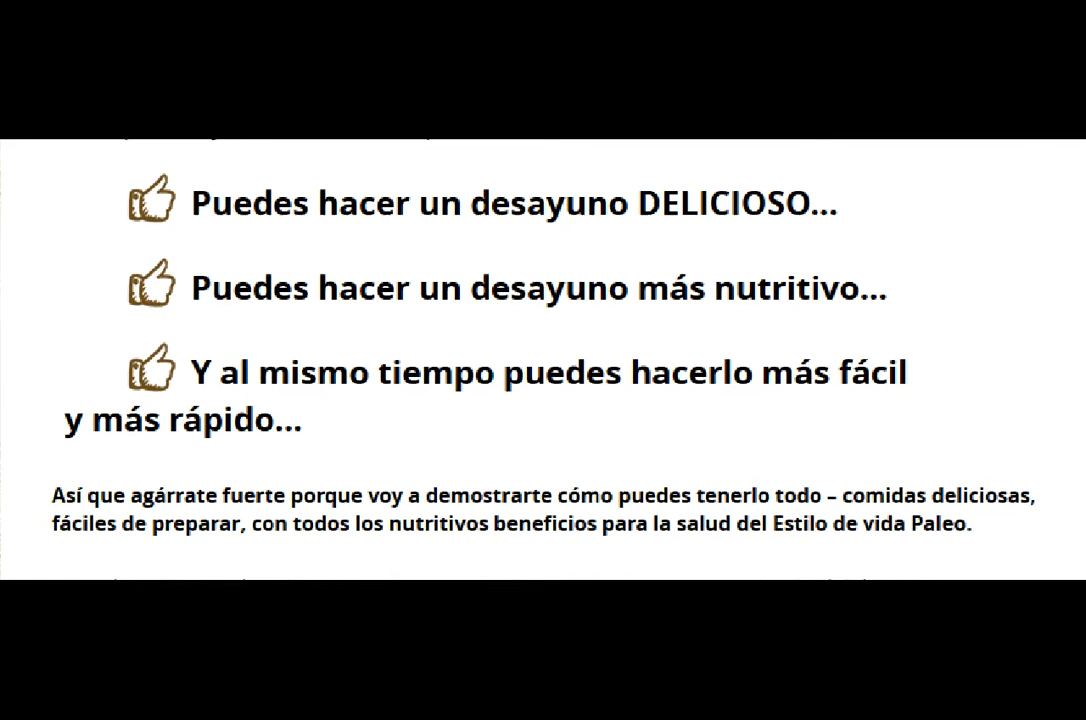 Puedes hacer un desayuno DELICIOSO...
Puedes hacer un desayuno más nutritivo...
Y al mismo tiempo puedes hacerlo más fácil
y más rápido...
Así que agárrate fuerte porque voy a demostrarte cómo puedes tenerlo todo – comidas deliciosas,
fáciles de preparar, con todos los nutritivos beneficios para la salud del Estilo de vida Paleo.